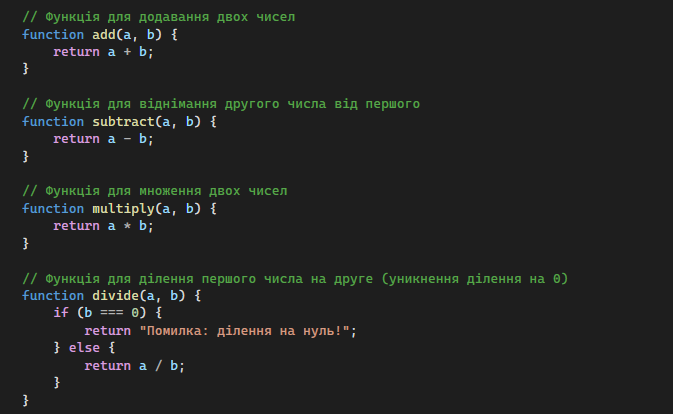 // Функція для додавання двох чисел
function add(a, b) {
    return a + b;
}

// Функція для віднімання другого числа від першого
function subtract(a, b) {
    return a - b;
}

// Функція для множення двох чисел
function multiply(a, b) {
    return a * b;
}

// Функція для ділення першого числа на друге (уникнення ділення на 0)
function divide(a, b) {
    if (b === 0) {
        return "Помилка: ділення на нуль!";
    } else {
        return a / b;
    }
}